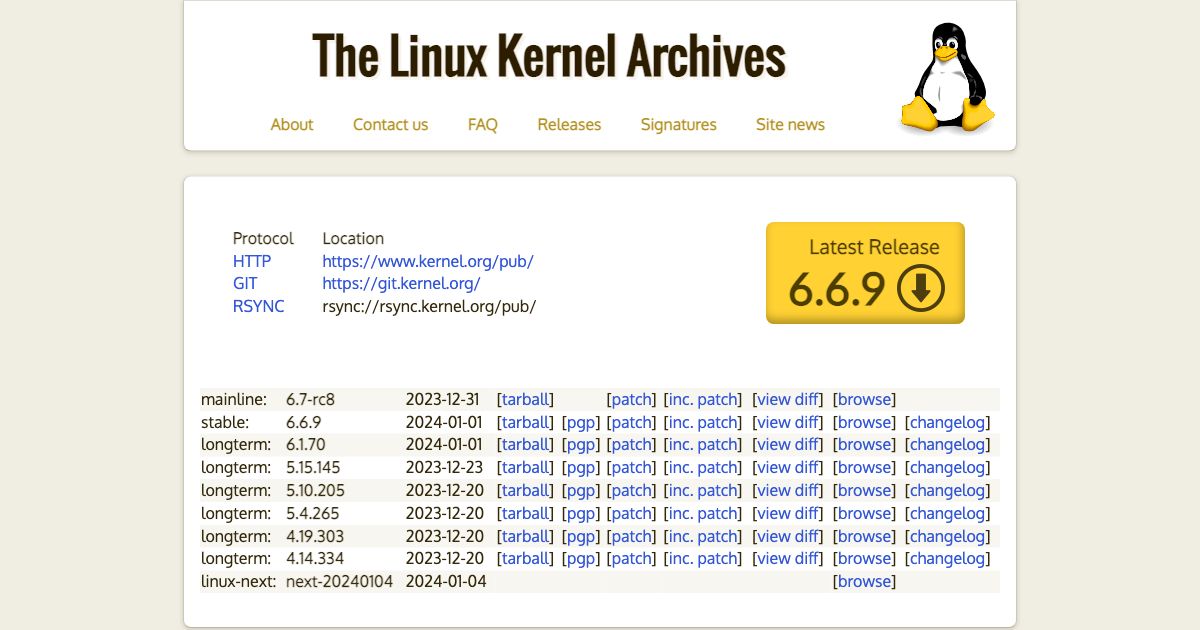 The Linux Kernel Archives
About Contact us FAQ Releases Signatures Site news
Protocol Location
HTTP https://www.kernel.org/pub/
GIT https://git.kernel.org/
RSYNC rsync://rsync.kernel.org/pub/
Latest Release
6.6.9
mainline: 6.7-rc8 2023-12-31 [tarball] [patch] [inc. patch] [view diff] [browse]
stable: 6.6.9 2024-01-01 [tarball] [pgp] [patch] [inc. patch] [view diff] [browse] [changelog]
longterm: 6.1.70 2024-01-01 [tarball] [pgp] [patch] [inc. patch] [view diff] [browse] [changelog]
longterm: 5.15.145 2023-12-23 [tarball] [pgp] [patch] [inc. patch] [view diff] [browse] [changelog]
longterm: 5.10.205 2023-12-20 [tarball] [pgp] [patch] [inc. patch] [view diff] [browse] [changelog]
longterm: 5.4.265 2023-12-20 [tarball] [pgp] [patch] [inc. patch] [view diff] [browse] [changelog]
longterm: 4.19.303 2023-12-20 [tarball] [pgp] [patch] [inc. patch] [view diff] [browse] [changelog]
longterm: 4.14.334 2023-12-20 [tarball] [pgp] [patch] [inc. patch] [view diff] [browse] [changelog]
linux-next: next-20240104 2024-01-04 [browse]